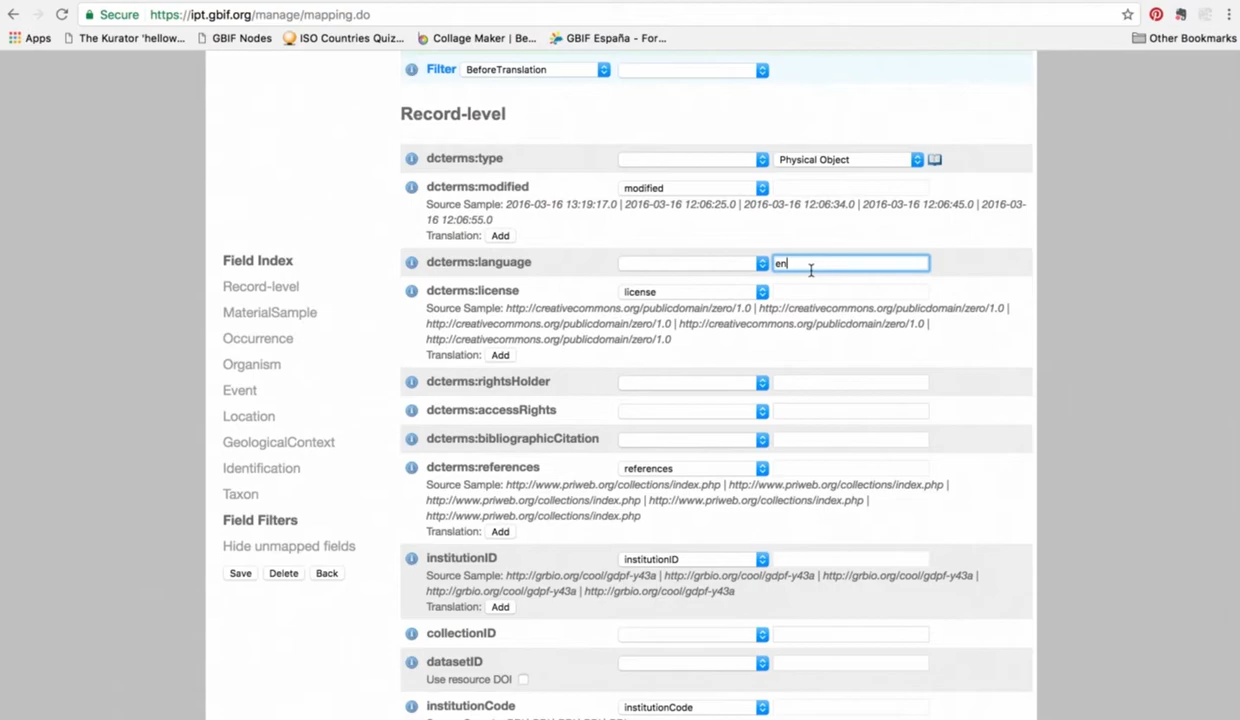 Secure https://ipt.gbif.org/manage/mapping.do
Apps The Kurator 'hellow... GBIF Nodes ISO Countries Quiz... Collage Maker | Be... GBIF España - For... Other Bookmarks
Filter BeforeTranslation
Record-level
dcterms:type Physical Object
dcterms:modified modified
Source Sample: 2016-03-16 13:19:17.0 | 2016-03-16 12:06:25.0 | 2016-03-16 12:06:34.0 | 2016-03-16 12:06:45.0 | 2016-03-
16 12:06:55.0
Translation: Add
dcterms:language en
dcterms:license license
Source Sample: http://creativecommons.org/publicdomain/zero/1.0 | http://creativecommons.org/publicdomain/zero/1.0 |
http://creativecommons.org/publicdomain/zero/1.0 | http://creativecommons.org/publicdomain/zero/1.0 |
http://creativecommons.org/publicdomain/zero/1.0
Translation: Add
dcterms:rightsHolder
dcterms:accessRights
dcterms:bibliographicCitation
dcterms:references references
Source Sample: http://www.priweb.org/collections/index.php | http://www.priweb.org/collections/index.php |
http://www.priweb.org/collections/index.php | http://www.priweb.org/collections/index.php |
http://www.priweb.org/collections/index.php
Translation: Add
institutionID institutionID
Source Sample: http://grbio.org/cool/gdpf-y43a | http://grbio.org/cool/gdpf-y43a | http://grbio.org/cool/gdpf-y43a |
http://grbio.org/cool/gdpf-y43a | http://grbio.org/cool/gdpf-y43a
Translation: Add
collectionID
datasetID
Use resource DOI
institutionCode institutionCode
Field Index
Record-level
MaterialSample
Occurrence
Organism
Event
Location
GeologicalContext
Identification
Taxon
Field Filters
Hide unmapped fields
Save Delete Back